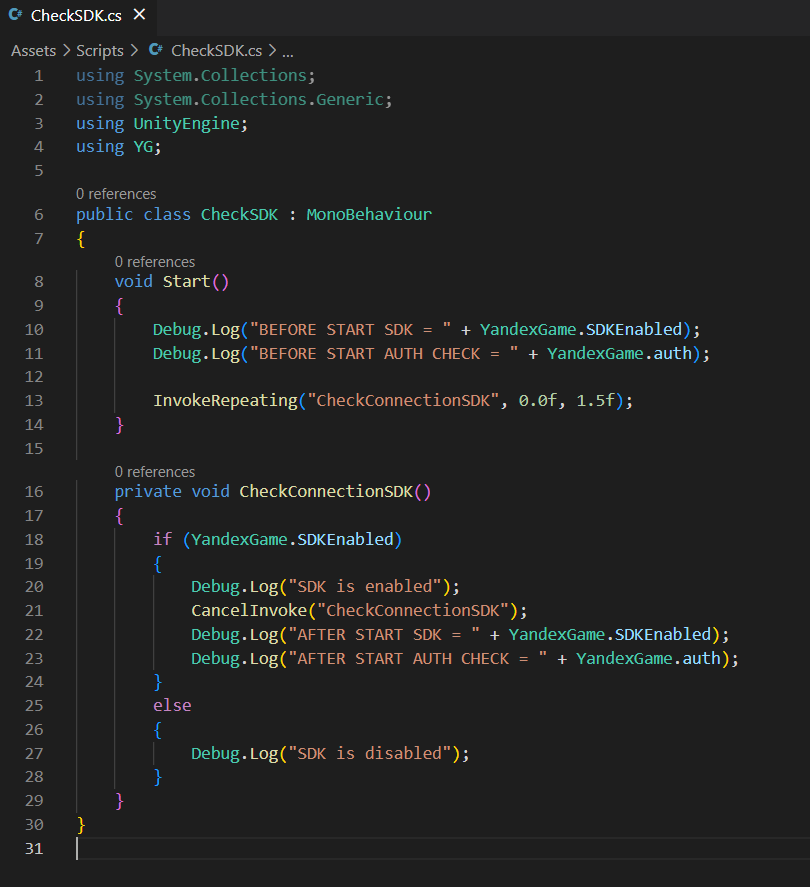 C# CheckSDK.cs ×
Assets > Scripts > C# CheckSDK.cs > ...
1 using System.Collections;
2 using System.Collections.Generic;
3 using UnityEngine;
4 using YG;
5
0 references
6 public class CheckSDK : MonoBehaviour
7 {
0 references
8 void Start()
9 {
10 Debug.Log("BEFORE START SDK = " + YandexGame.SDKEnabled);
11 Debug.Log("BEFORE START AUTH CHECK = " + YandexGame.auth);
12
13 InvokeRepeating("CheckConnectionSDK", 0.0f, 1.5f);
14 }
15
0 references
16 private void CheckConnectionSDK()
17 {
18 if (YandexGame.SDKEnabled)
19 {
20 Debug.Log("SDK is enabled");
21 CancelInvoke("CheckConnectionSDK");
22 Debug.Log("AFTER START SDK = " + YandexGame.SDKEnabled);
23 Debug.Log("AFTER START AUTH CHECK = " + YandexGame.auth);
24 }
25 else
26 {
27 Debug.Log("SDK is disabled");
28 }
29 }
30 }
31